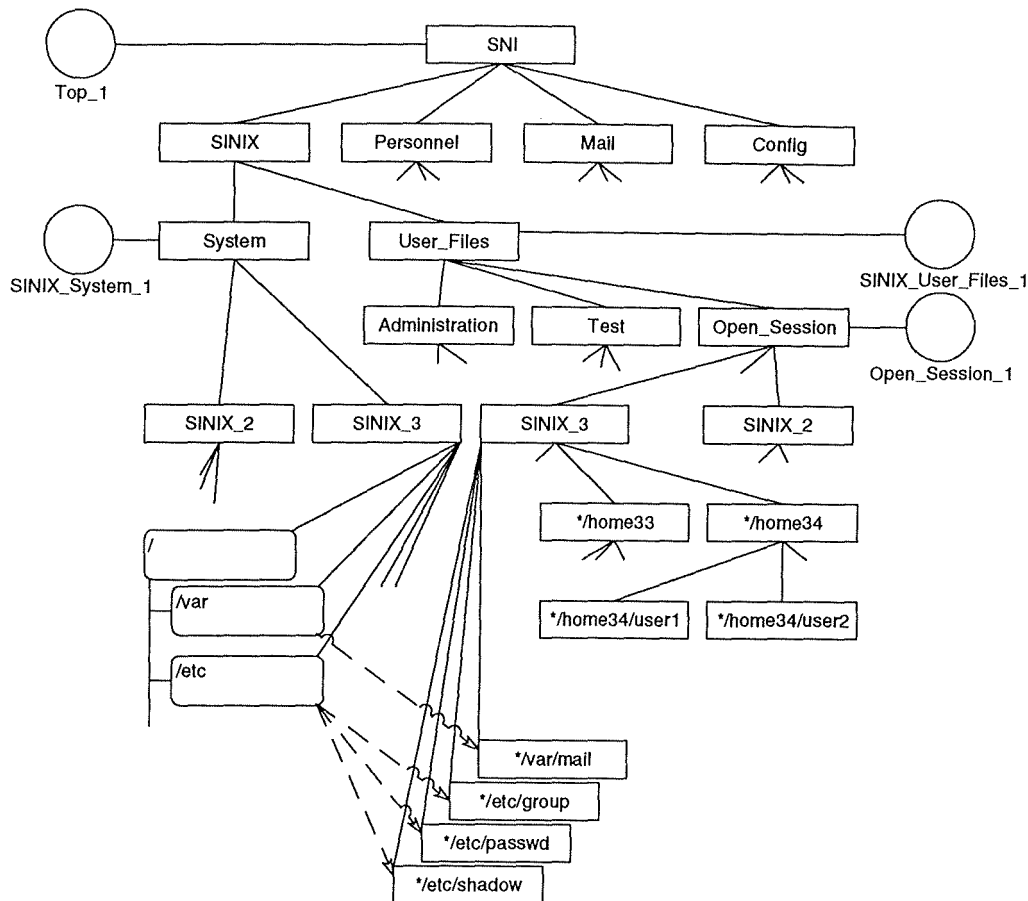 SNI
Top_1
SINIX
Personnel
Mail
Config
System
User_Files
SINIX_System_1
SINIX_User_Files_1
Administration
Test
Open_Session
Open_Session_1
SINIX_2
SINIX_3
SINIX_3
SINIX_2
*/home33
*/home34
/
/var
*/home34/user1
*/home34/user2
/etc
*/var/mail
*/etc/group
*/etc/passwd
*/etc/shadow